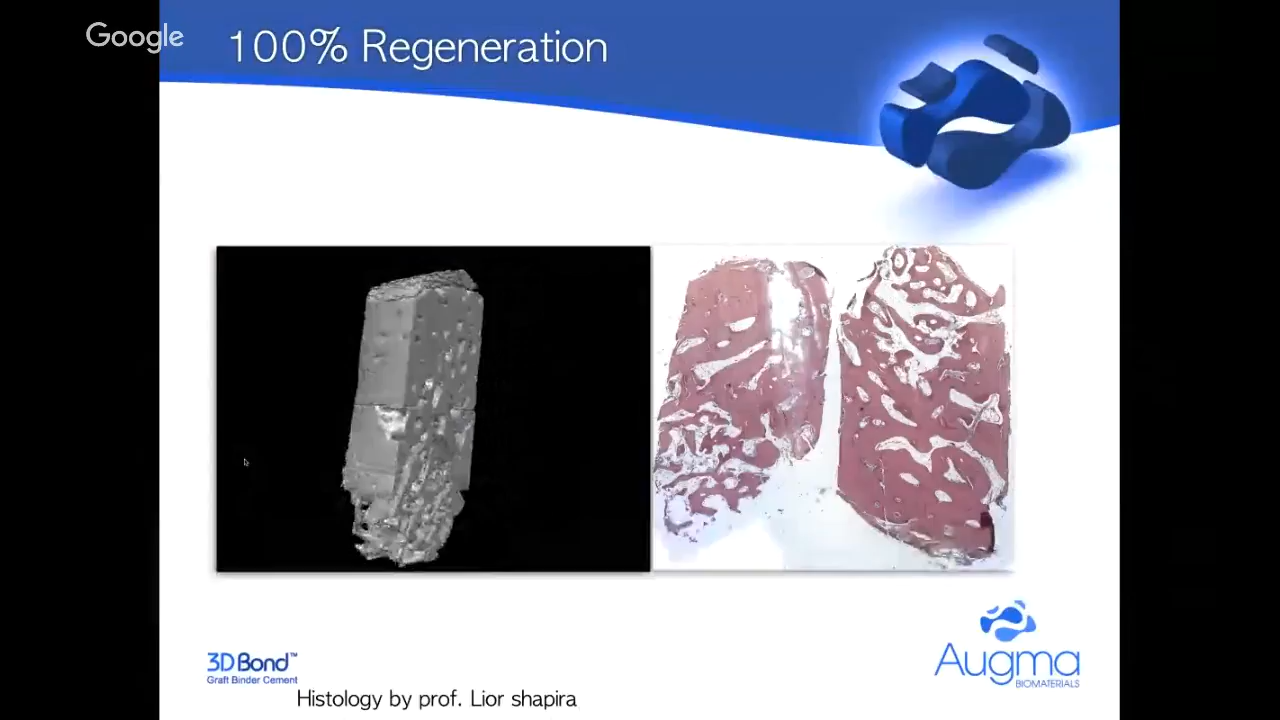 Google
100% Regeneration
3D Bond™
Graft Binder Cement
Histology by prof. Lior shapira
Augma
BIOMATERIALS